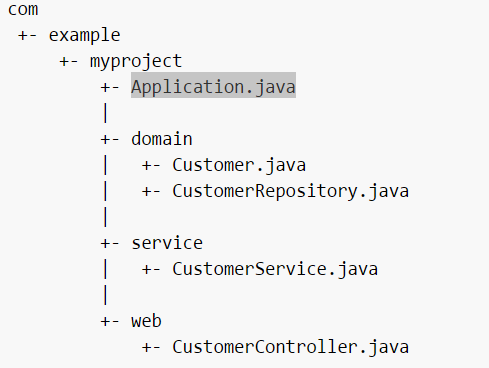 com
 +- example
     +- myproject
         +- Application.java
         |
         +- domain
         |   +- Customer.java
         |   +- CustomerRepository.java
         |
         +- service
         |   +- CustomerService.java
         |
         +- web
             +- CustomerController.java